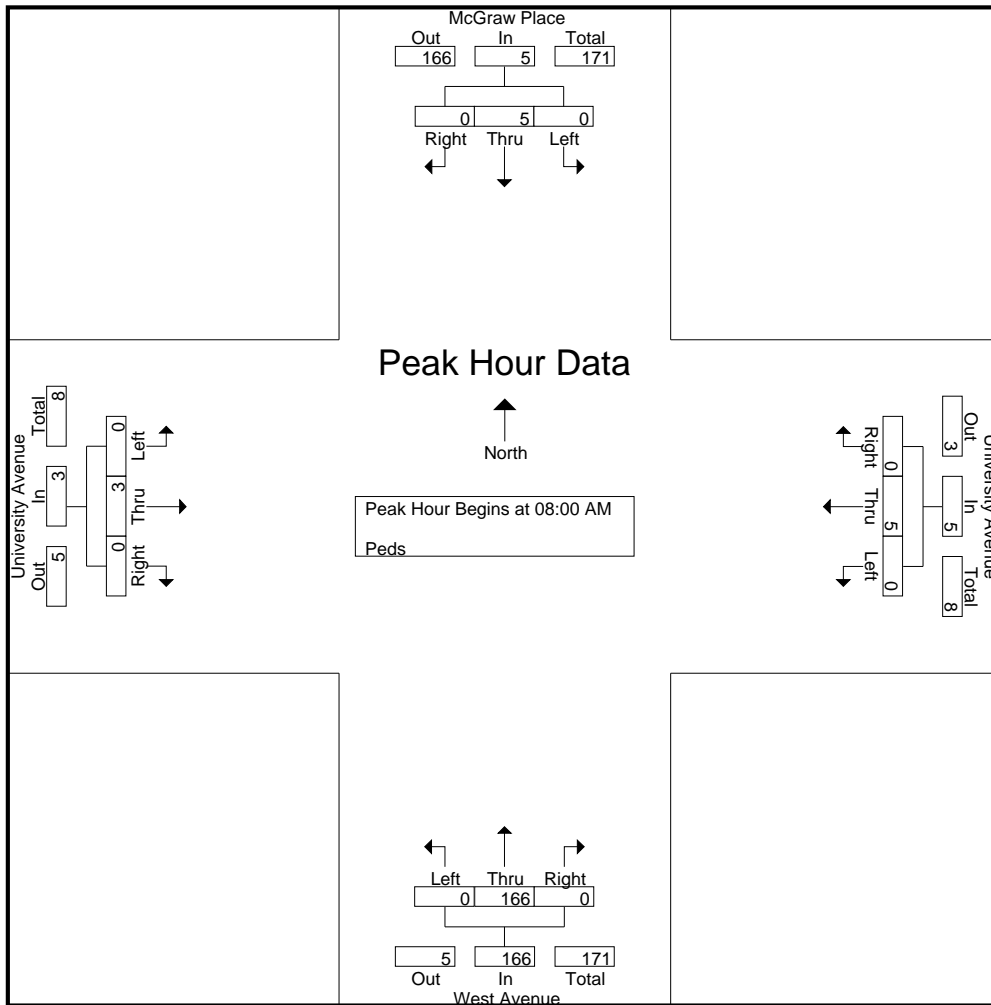 McGraw Place
Out In Total
166 5 171
0 5 0
Right Thru Left
Peak Hour Data
North
Peak Hour Begins at 08:00 AM
Peds
University Avenue
Out In Total
5 3 8
0 3 0
Right Thru Left
University Avenue
Out In Total
3 5 8
0 5 0
Right Thru Left
Left Thru Right
0 166 0
5 166 171
Out In Total
West Avenue